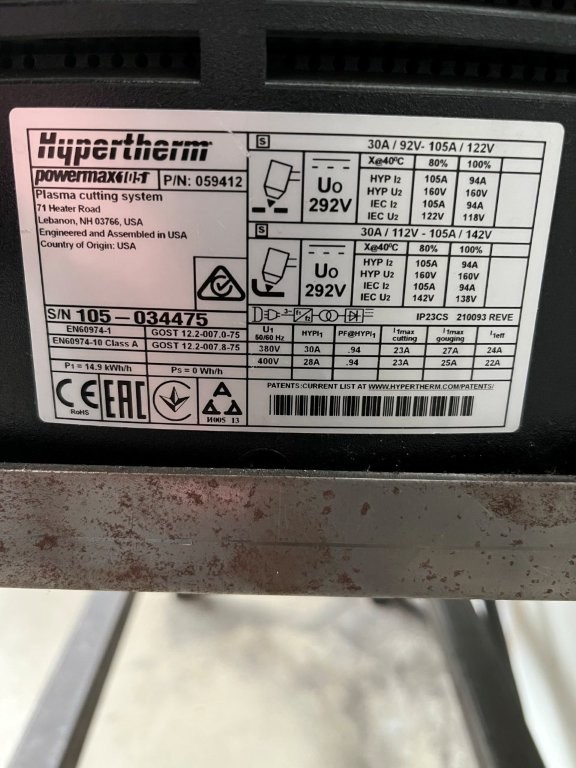 Hypertherm
powermax105 P/N: 059412
Plasma cutting system
71 Heater Road
Lebanon, NH 03766, USA
Engineered and Assembled in USA
Country of Origin: USA
S/N 105-034475
EN60974-1
EN60974-10 Class A
GOST 12.2-007.0-75
GOST 12.2-007.8-75
P1 = 14.9 kWh/h Ps = 0 Wh/h
CE
RoHS
EAC
И005 13
S 30A / 92V- 105A / 122V
U0
292V
X@40°C 80% 100%
HYP I2 105A 94A
HYP U2 160V 160V
IEC I2 105A 94A
IEC U2 122V 118V
S 30A / 112V - 105A / 142V
U0
292V
X@40°C 80% 100%
HYP I2 105A 94A
HYP U2 160V 160V
IEC I2 105A 94A
IEC U2 142V 138V
3~ f1 f2 IP23CS 210093 REVE
U1 50/60 Hz HYPI1 PF@HYPI1 I1max cutting I1max gouging I1eff
380V 30A .94 23A 27A 24A
400V 28A .94 23A 25A 22A
PATENTS:CURRENT LIST AT WWW.HYPERTHERM.COM/PATENTS/